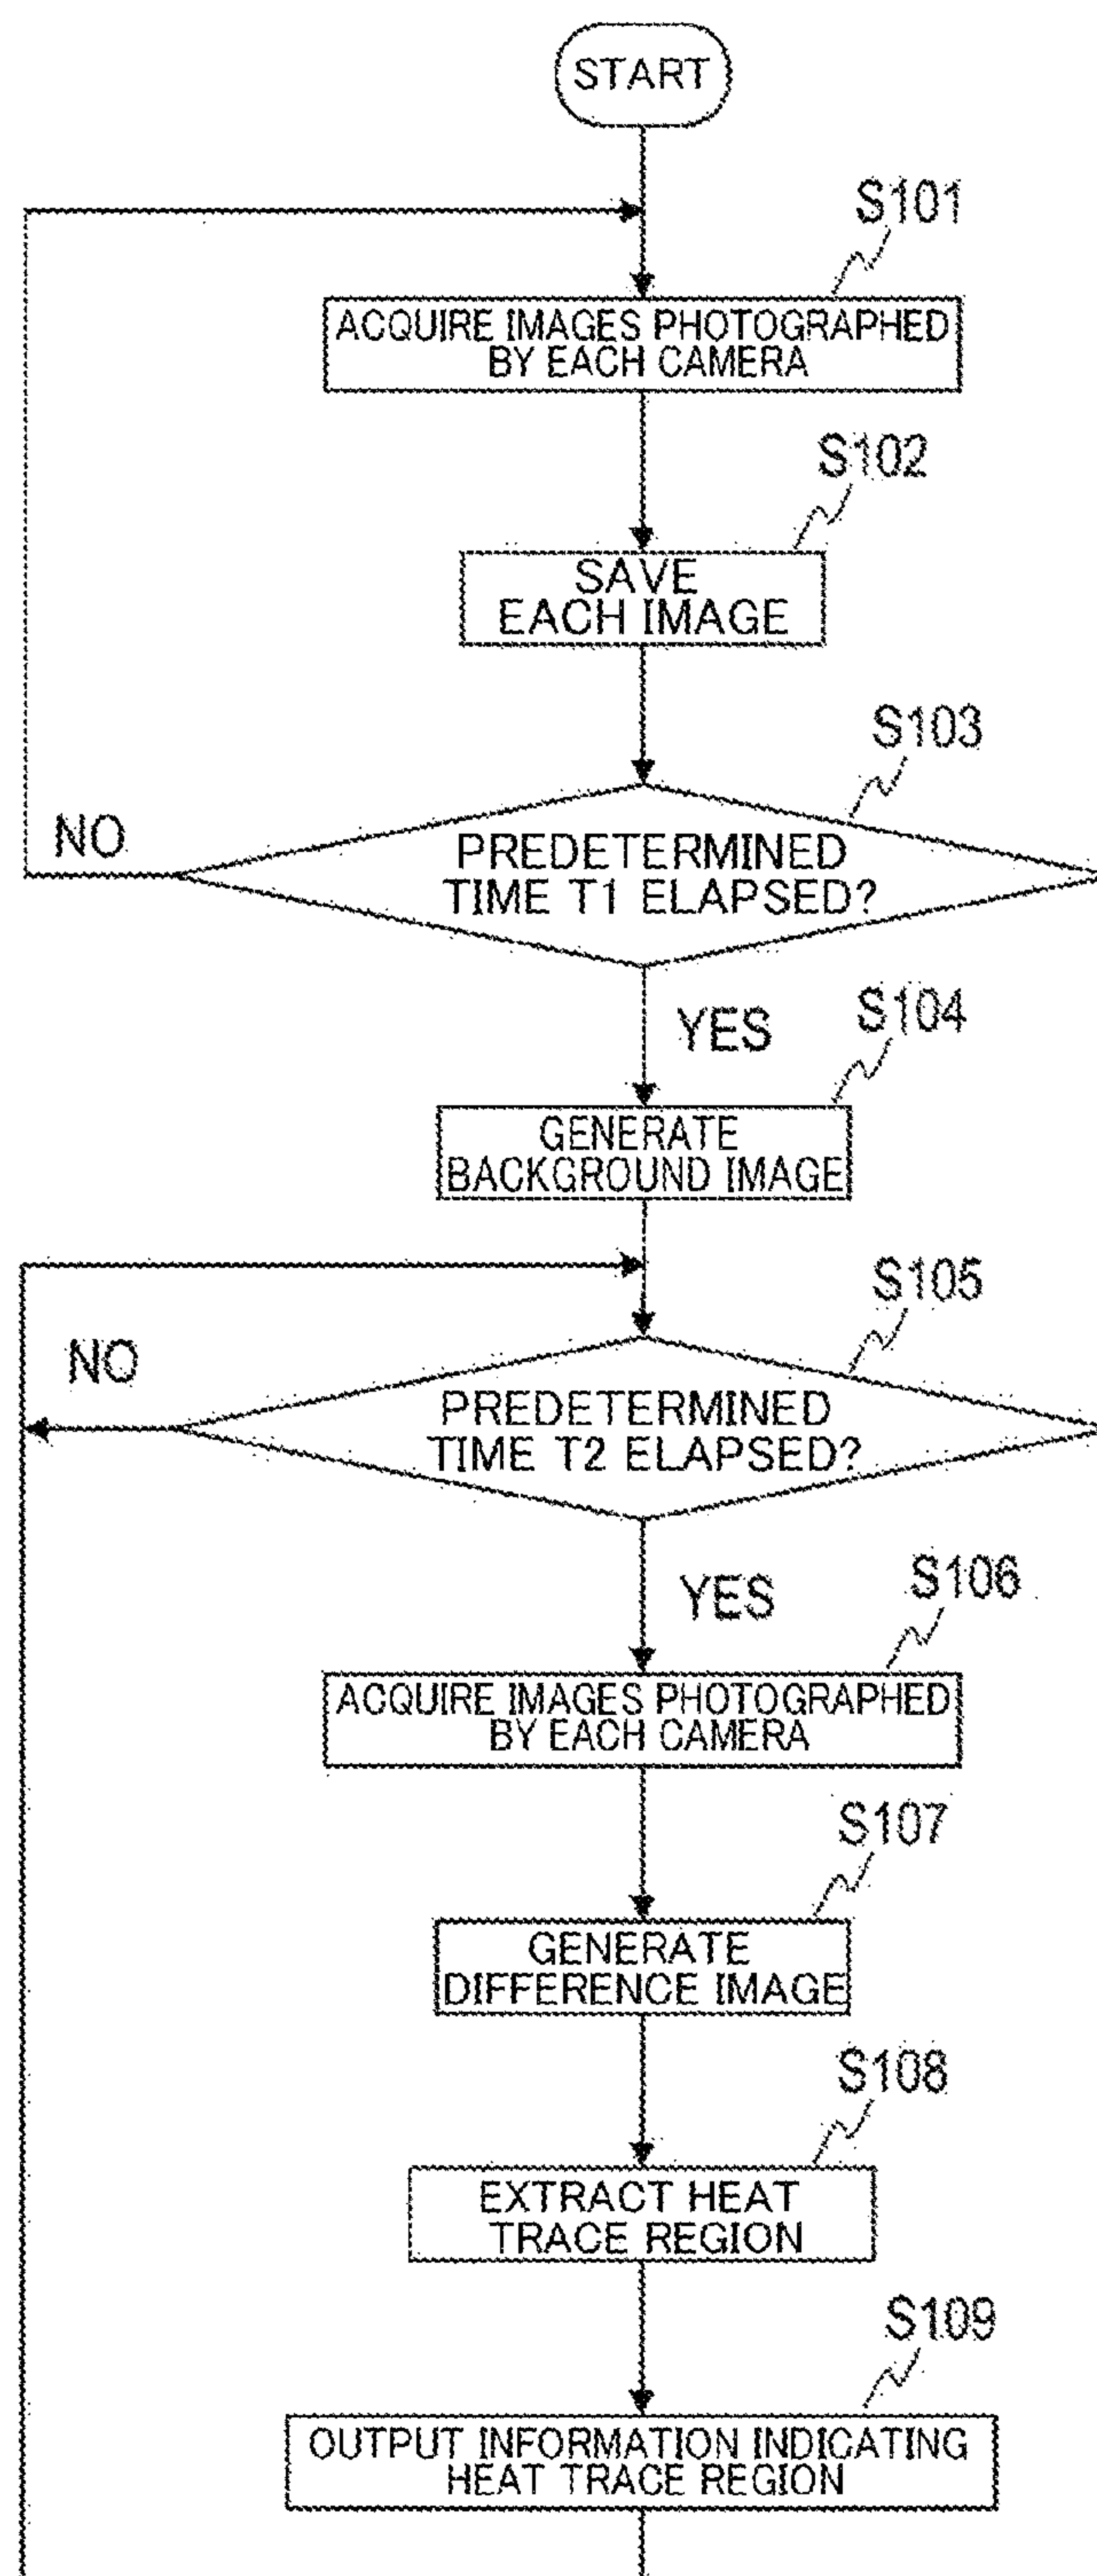 START
S101
ACQUIRE IMAGES PHOTOGRAPHED
BY EACH CAMERA
S102
SAVE
EACH IMAGE
S103
NO
PREDETERMINED
TIME T1 ELAPSED?
YES
S104
GENERATE
BACKGROUND IMAGE
S105
NO
PREDETERMINED
TIME T2 ELAPSED?
YES
S106
ACQUIRE IMAGES PHOTOGRAPHED
BY EACH CAMERA
S107
GENERATE
DIFFERENCE IMAGE
S108
EXTRACT HEAT
TRACE REGION
S109
OUTPUT INFORMATION INDICATING
HEAT TRACE REGION